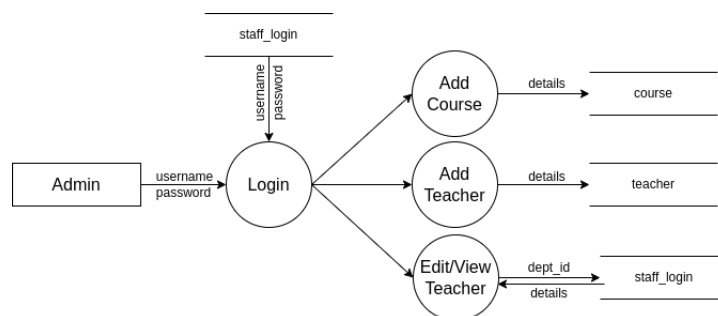 staff_login
username
password
Add
Course
details
course
Admin
username
password
Login
Add
Teacher
details
teacher
Edit/View
Teacher
dept_id
details
staff_login